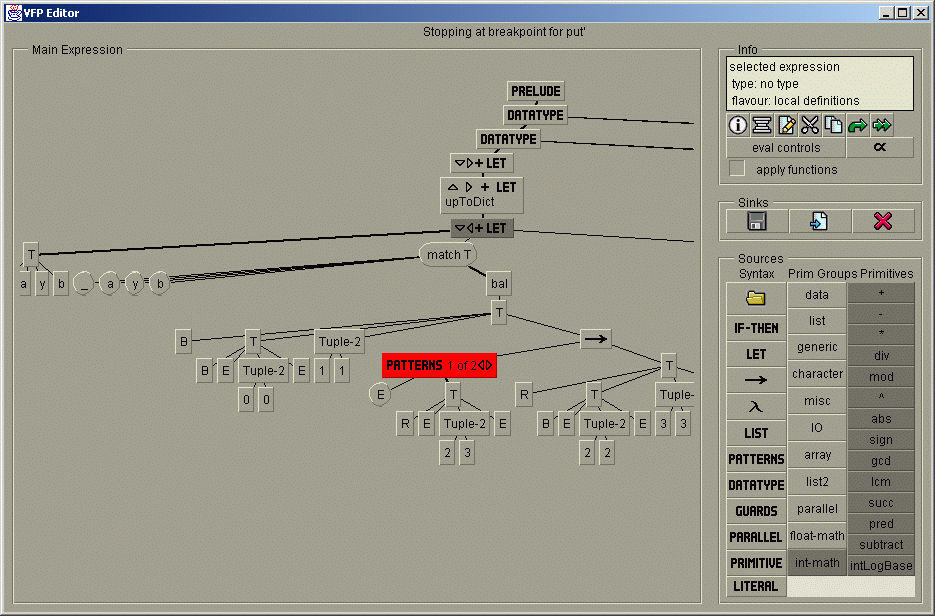 VFP Editor
Stopping at breakpoint for put'
Main Expression
PRELUDE
DATATYPE
DATATYPE
▽▷+ LET
△ ▷ + LET
upToDict
▽◁+ LET
T
match T
a y b _ a y b
bal
T
B T Tuple-2 →
PATTERNS 1 of 2◁▷
T
B E Tuple-2 E 1 1
0 0
E T R T Tuple-
R E Tuple-2 E B E Tuple-2 E 3 3
2 3 2 2
Info
selected expression
type: no type
flavour: local definitions
eval controls ∝
apply functions
Sinks
Sources
Syntax Prim Groups Primitives
IF-THEN
LET
→
λ
LIST
PATTERNS
DATATYPE
GUARDS
PARALLEL
PRIMITIVE
LITERAL
data
list
generic
character
misc
IO
array
list2
parallel
float-math
int-math
+
-
*
div
mod
^
abs
sign
gcd
lcm
succ
pred
subtract
intLogBase